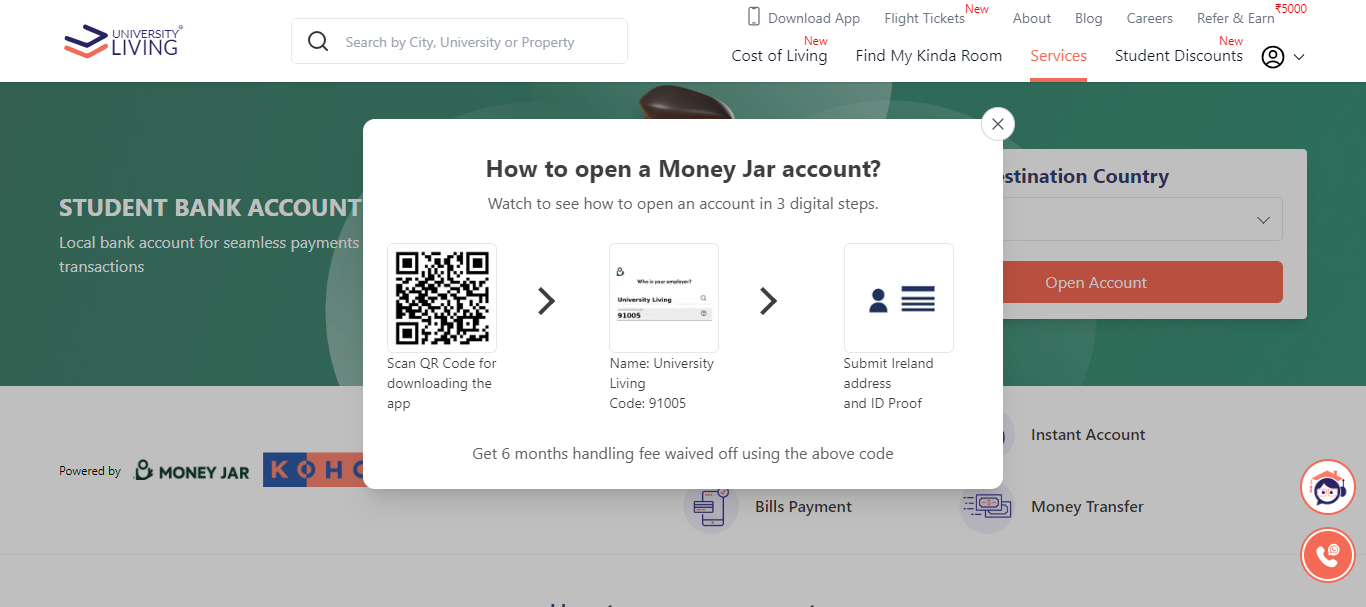 UNIVERSITY
LIVING
Search by City, University or Property
Download App
Flight Tickets
New
About
Blog
Careers
Refer & Earn
₹5000
Cost of Living
New
Find My Kinda Room
Services
Student Discounts
New
STUDENT BANK ACCOUNT
Local bank account for seamless payments
transactions
How to open a Money Jar account?
Watch to see how to open an account in 3 digital steps.
Who is your employer?
University Living
91005
Scan QR Code for
downloading the
app
Name: University
Living
Code: 91005
Submit Ireland
address
and ID Proof
Get 6 months handling fee waived off using the above code
Country
Open Account
Powered by
MONEY JAR
KOHO
Instant Account
Bills Payment
Money Transfer